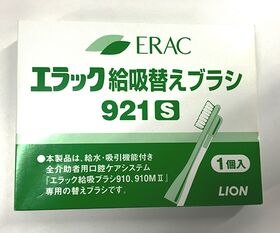 ERAC
エラック給吸替えブラシ
921 S
●本製品は、給水・吸引機能付き
全介助者用口腔ケアシステム
『エラック給吸ブラシ910、910MⅡ』
専用の替えブラシです。
1個入
LION